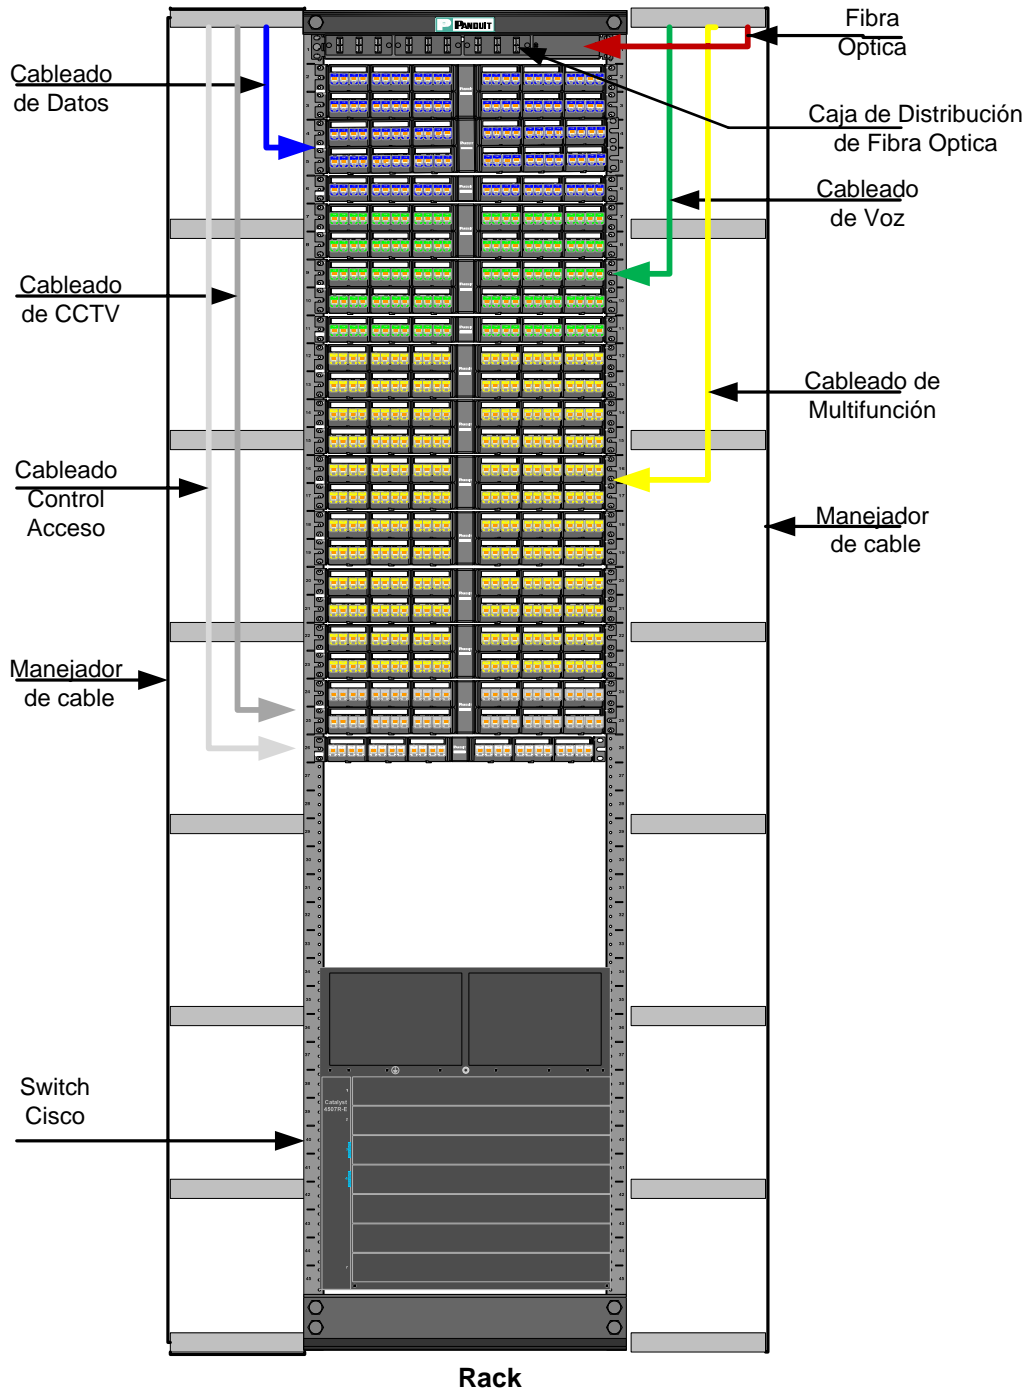 PANDUIT
Fibra
Optica
Cableado
de Datos
Caja de Distribución
de Fibra Optica
Cableado
de Voz
Cableado
de CCTV
Cableado de
Multifunción
Cableado
Control
Acceso
Manejador
de cable
Manejador
de cable
Switch
Cisco
Catalyst
4507R-E
Rack